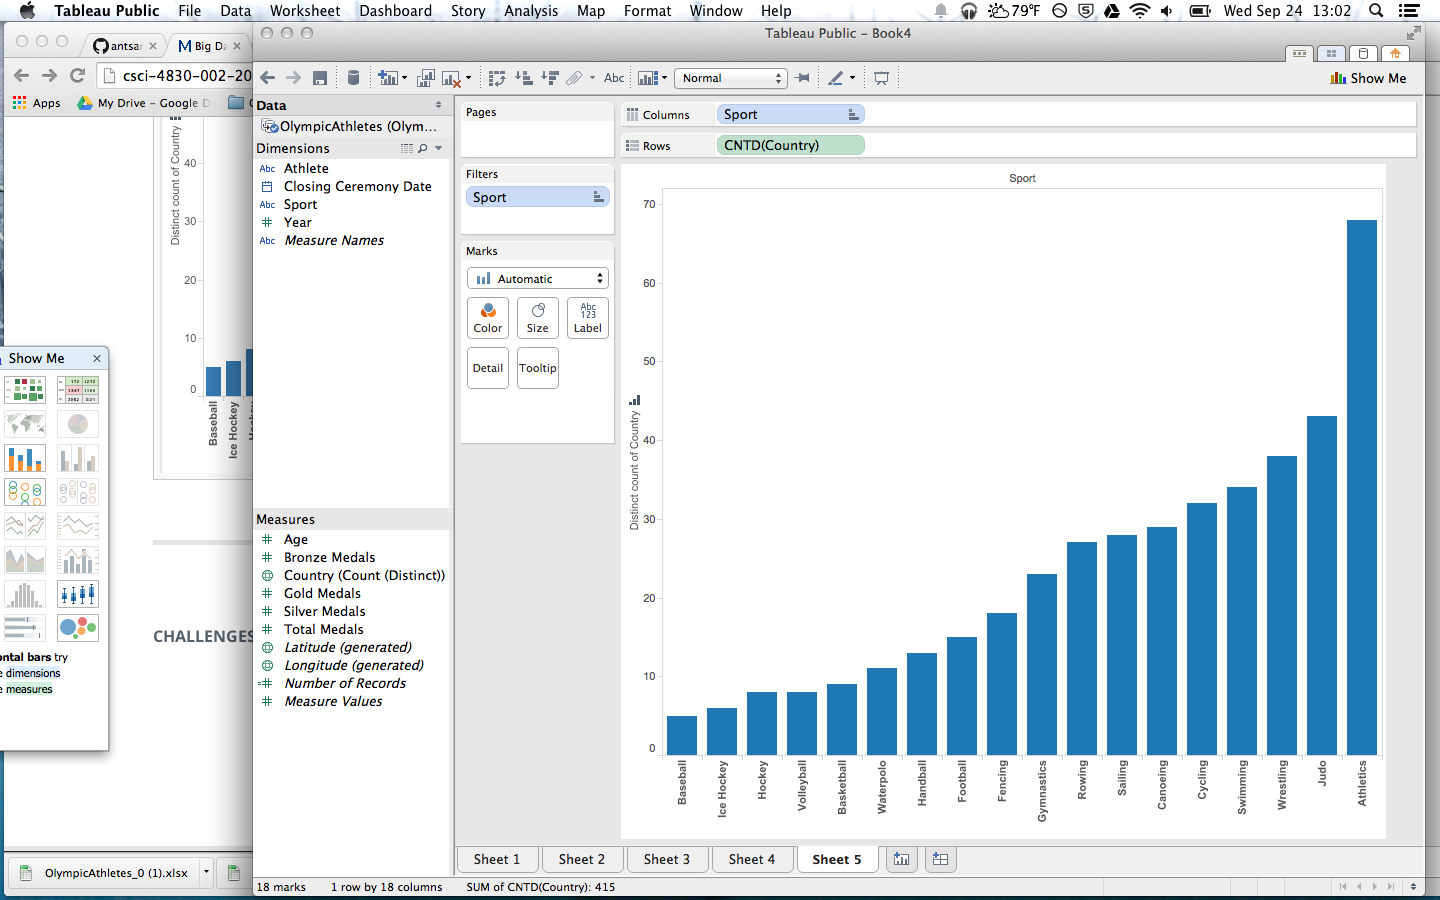 Tableau Public File Data Worksheet Dashboard Story Analysis Map Format Window Help 79°F Wed Sep 24 13:02
Tableau Public - Book4
antsar
Big Da
csci-4830-002-20
Apps My Drive - Google D
Abc Normal Show Me
Data
OlympicAthletes (Olym...
Dimensions
Abc Athlete
Closing Ceremony Date
Abc Sport
# Year
Abc Measure Names
Measures
# Age
# Bronze Medals
Country (Count (Distinct))
# Gold Medals
# Silver Medals
# Total Medals
Latitude (generated)
Longitude (generated)
# Number of Records
# Measure Values
Pages
Filters
Sport
Marks
Automatic
Color Size Abc 123 Label
Detail Tooltip
Columns Sport
Rows CNTD(Country)
Sport
Distinct count of Country
70
60
50
40
30
20
10
0
Baseball
Ice Hockey
Hockey
Volleyball
Basketball
Waterpolo
Handball
Football
Fencing
Gymnastics
Rowing
Sailing
Canoeing
Cycling
Swimming
Wrestling
Judo
Athletics
Distinct count of Country
40
30
20
10
0
Baseball
Ice Hockey
Show Me
ontal bars try
e dimensions
e measures
CHALLENGES
OlympicAthletes_0 (1).xlsx
Sheet 1 Sheet 2 Sheet 3 Sheet 4 Sheet 5
18 marks 1 row by 18 columns SUM of CNTD(Country): 415